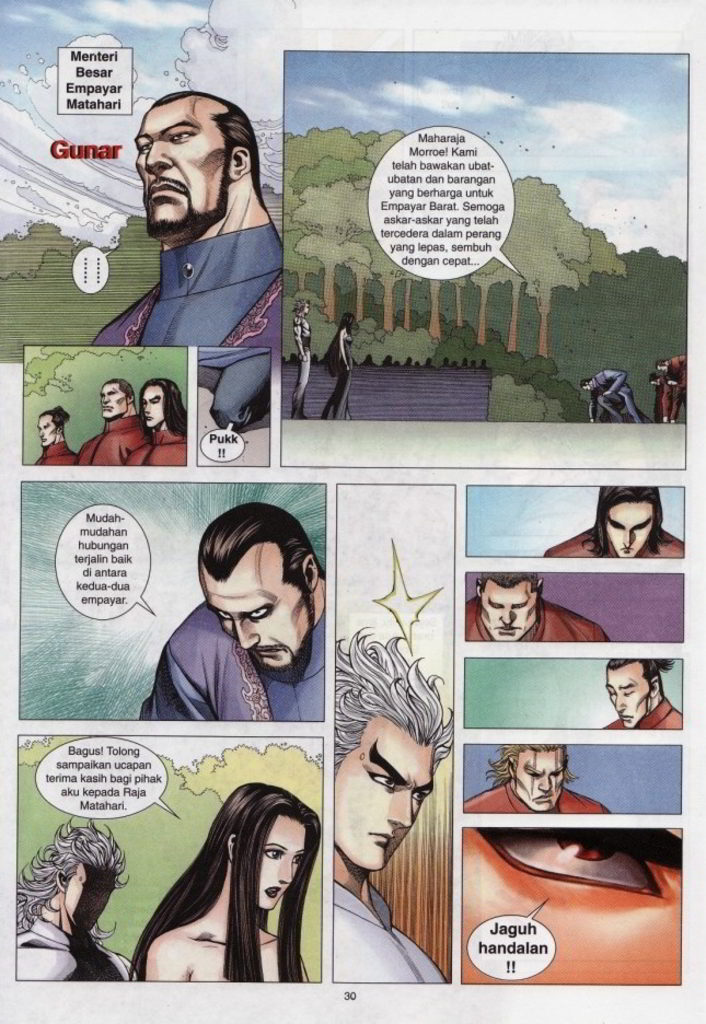 Menteri
Besar
Empayar
Matahari
Gunar
Maharaja
Morroe! Kami
telah bawakan ubat-
ubatan dan barangan
yang berharga untuk
Empayar Barat. Semoga
askar-askar yang telah
tercedera dalam perang
yang lepas, sembuh
dengan cepat...
Pukk
!!
Mudah-
mudahan
hubungan
terjalin baik
di antara
kedua-dua
empayar.
Bagus! Tolong
sampaikan ucapan
terima kasih bagi pihak
aku kepada Raja
Matahari.
Jaguh
handalan
!!
30